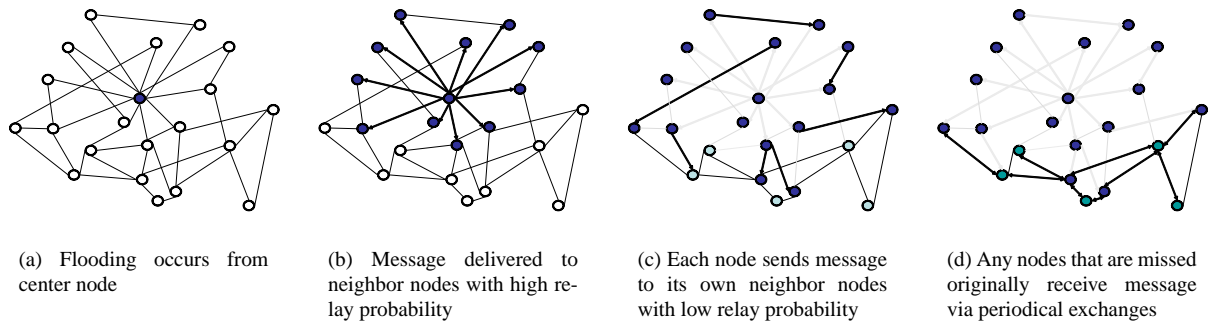 (a) Flooding occurs from
center node
(b) Message delivered to
neighbor nodes with high re-
lay probability
(c) Each node sends message
to its own neighbor nodes
with low relay probability
(d) Any nodes that are missed
originally receive message
via periodical exchanges